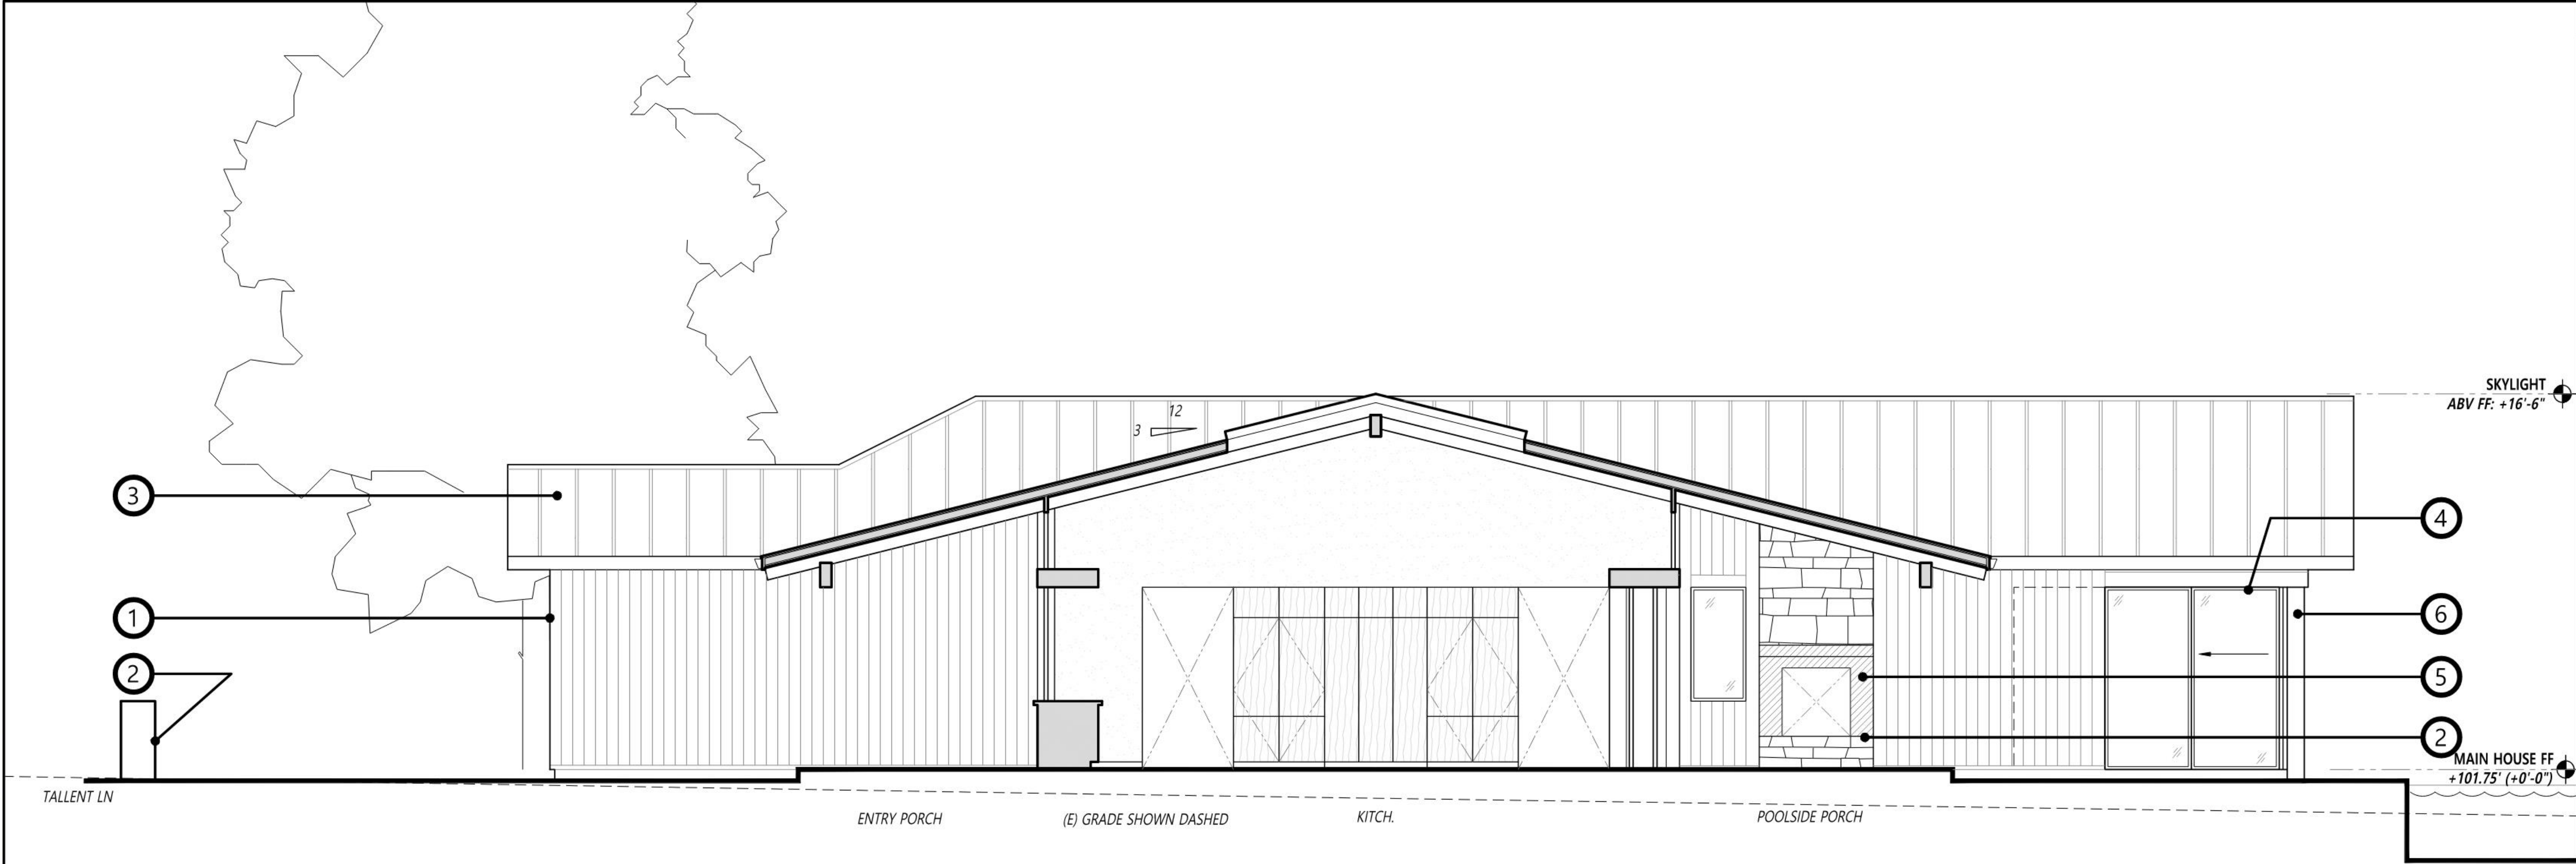 SKYLIGHT
ABV FF: +16'-6"
12
3
3
4
1
6
2
5
2
MAIN HOUSE FF
+101.75' (+0'-0")
TALLENT LN
ENTRY PORCH
(E) GRADE SHOWN DASHED
KITCH.
POOLSIDE PORCH